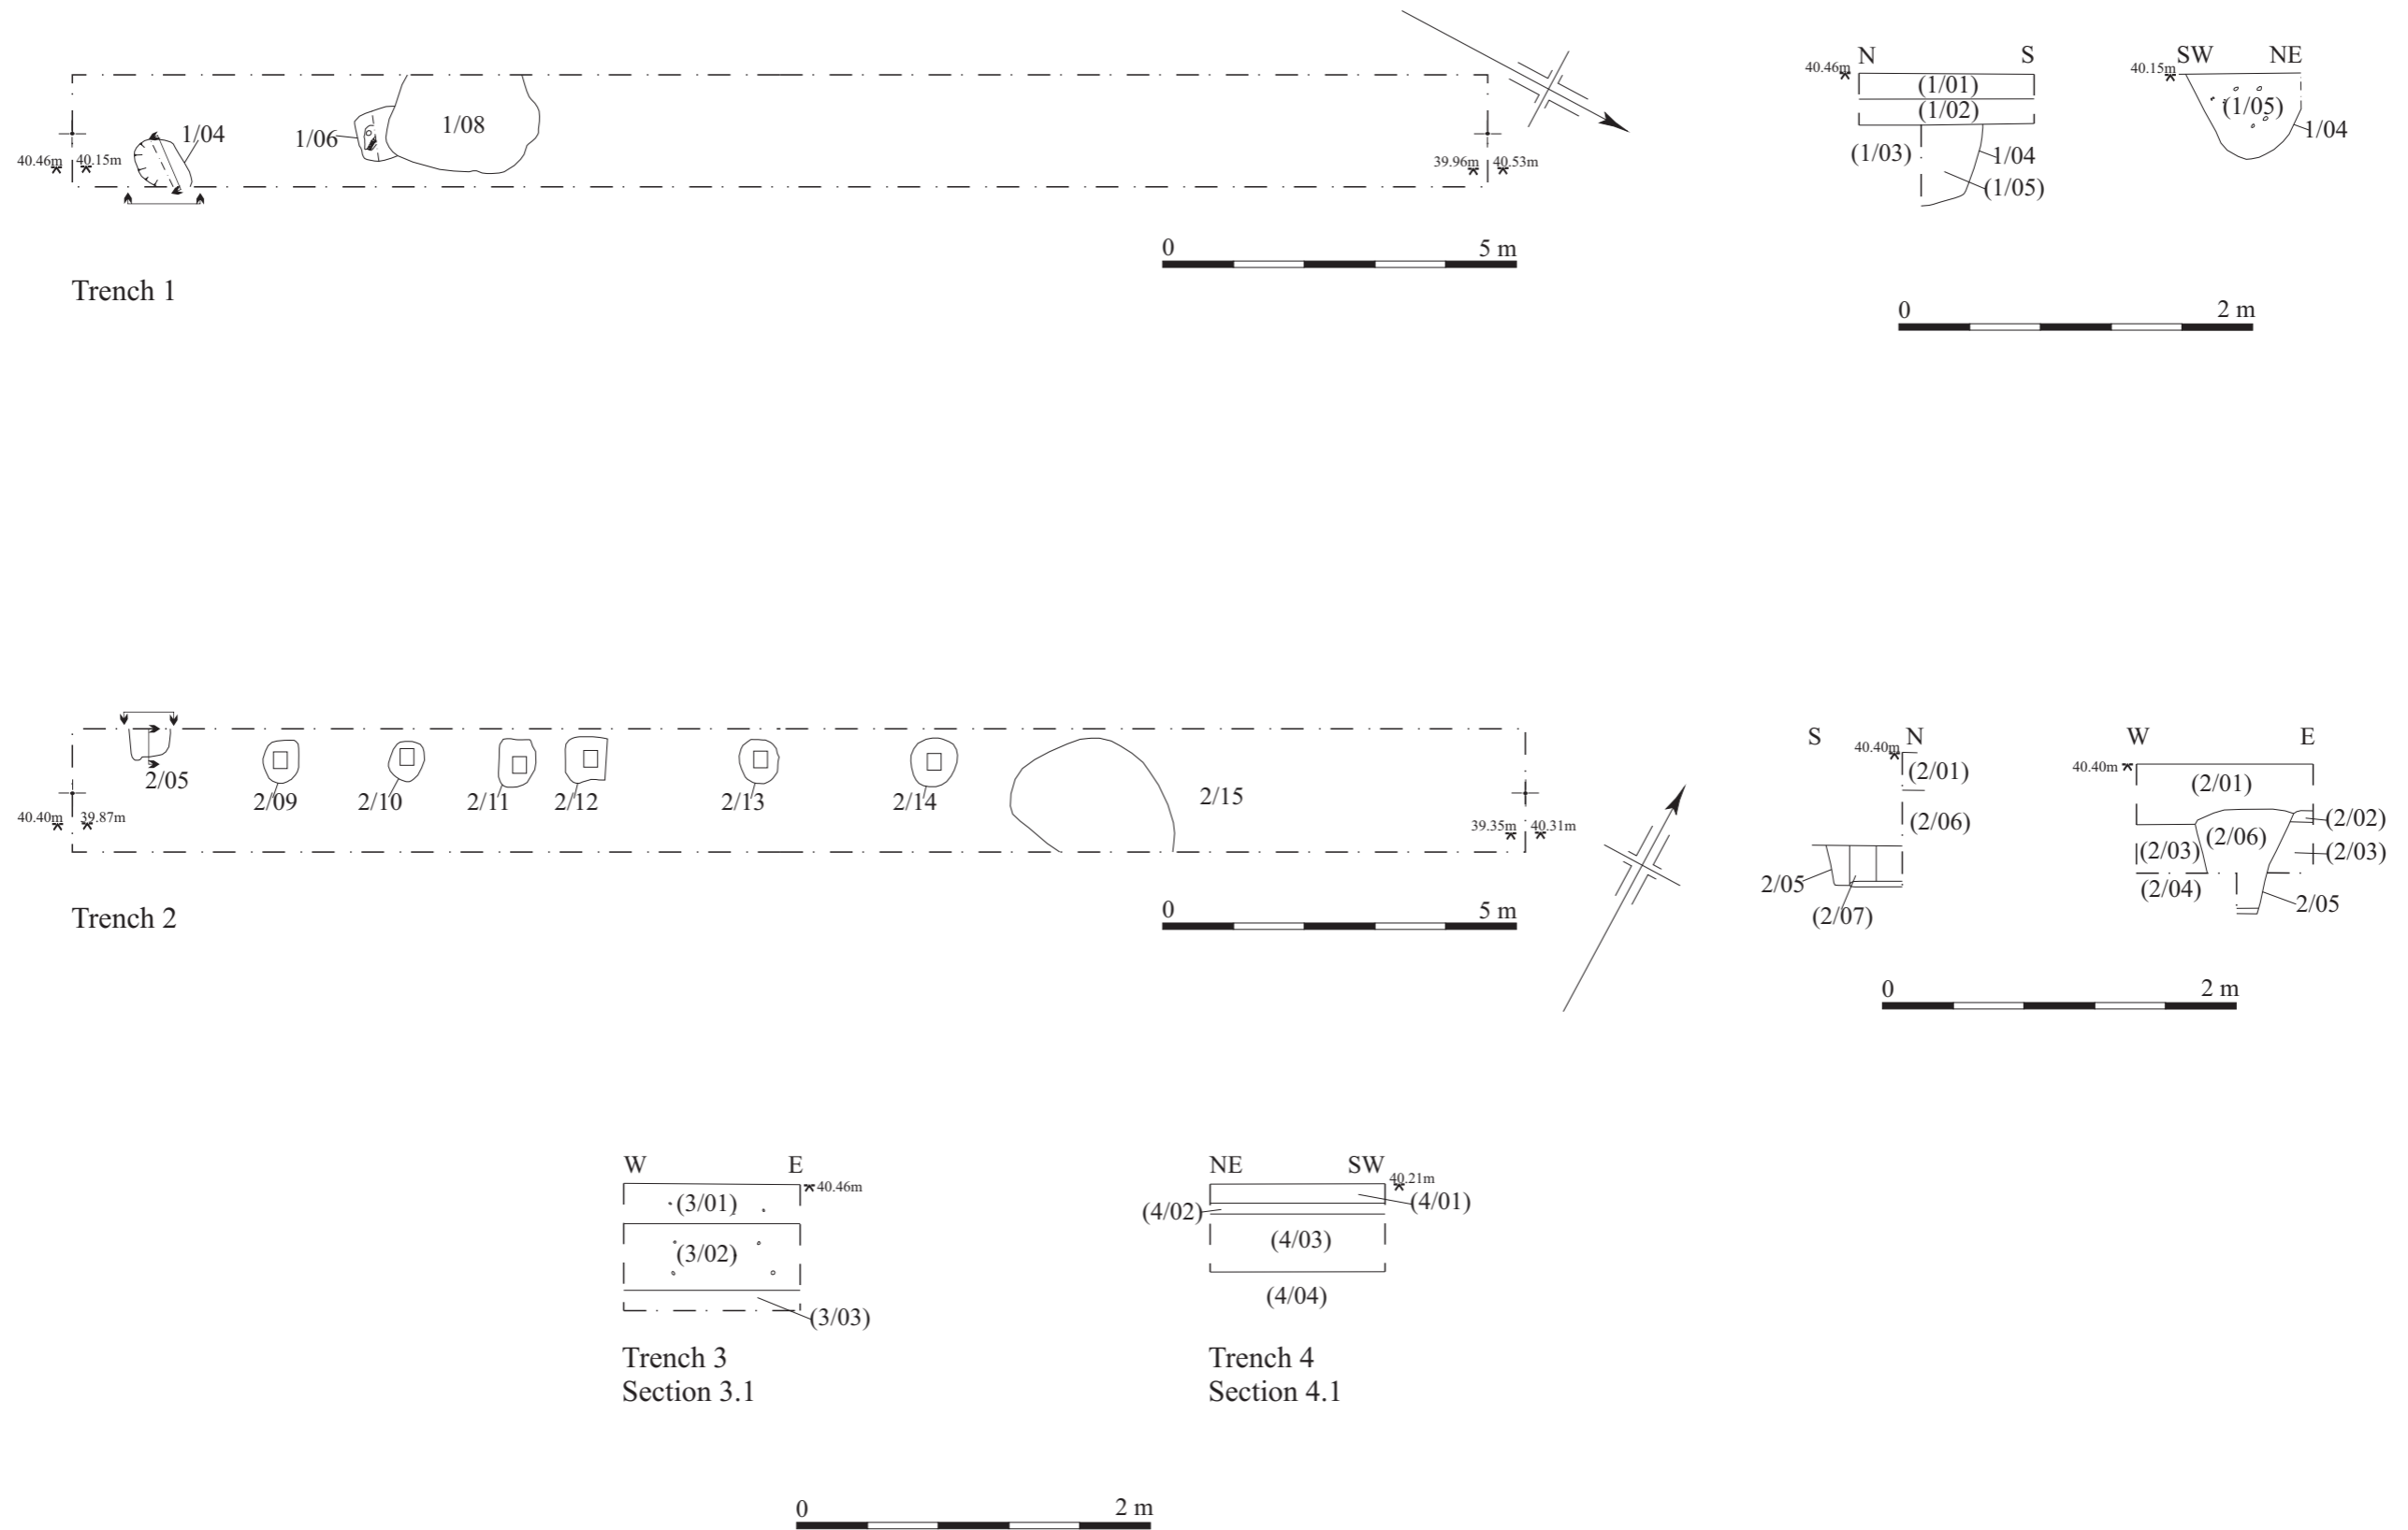 N S
SW NE
40.46m
40.15m
(1/01)
(1/02)
(1/03)
1/04
(1/05)
(1/05)
1/04
1/04
1/06
1/08
40.46m 40.15m
39.96m 40.53m
0 5 m
Trench 1
0 2 m
2/05
2/09
2/10
2/11
2/12
2/13
2/14
2/15
40.40m 39.87m
39.35m 40.31m
0 5 m
Trench 2
S N
40.40m
(2/01)
(2/06)
2/05
(2/07)
W E
40.40m
(2/01)
(2/02)
(2/03)
(2/06)
(2/03)
(2/04)
2/05
0 2 m
W E
40.46m
(3/01)
(3/02)
(3/03)
Trench 3
Section 3.1
NE SW
40.21m
(4/01)
(4/02)
(4/03)
(4/04)
Trench 4
Section 4.1
0 2 m